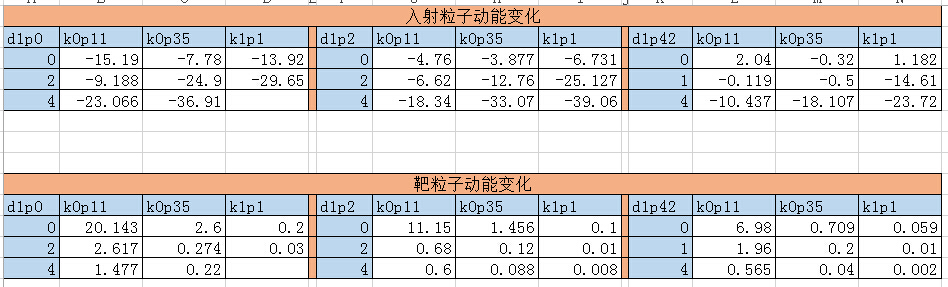 入射粒子动能变化
d1p0 k0p11 k0p35 k1p1 d1p2 k0p11 k0p35 k1p1 d1p42 k0p11 k0p35 k1p1
0 -15.19 -7.78 -13.92 0 -4.76 -3.877 -6.731 0 2.04 -0.32 1.182
2 -9.188 -24.9 -29.65 2 -6.62 -12.76 -25.127 1 -0.119 -0.5 -14.61
4 -23.066 -36.91 4 -18.34 -33.07 -39.06 4 -10.437 -18.107 -23.72
靶粒子动能变化
d1p0 k0p11 k0p35 k1p1 d1p2 k0p11 k0p35 k1p1 d1p42 k0p11 k0p35 k1p1
0 20.143 2.6 0.2 0 11.15 1.456 0.1 0 6.98 0.709 0.059
2 2.617 0.274 0.03 2 0.68 0.12 0.01 1 1.96 0.2 0.01
4 1.477 0.22 4 0.6 0.088 0.008 4 0.565 0.04 0.002